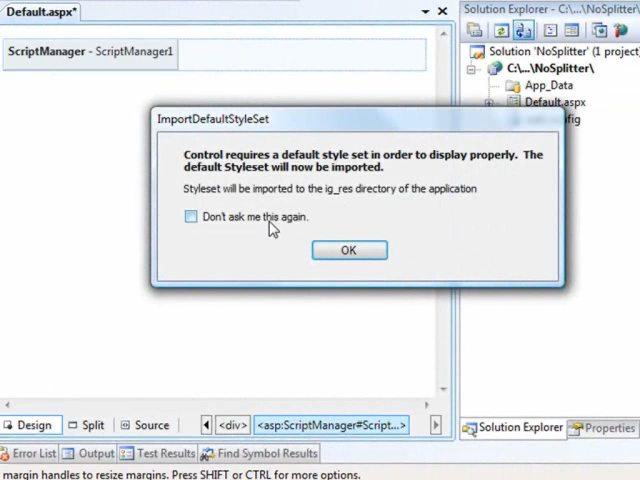 Default.aspx*
Solution Explorer - C:\...\NoSplitter\
ScriptManager - ScriptManager1
Solution 'NoSplitter' (1 project)
C:\...\NoSplitter\
App_Data
Default.aspx
ImportDefaultStyleSet
Control requires a default style set in order to display properly. The
default Styleset will now be imported.
Styleset will be imported to the ig_res directory of the application
Don't ask me this again.
OK
Design
Split
Source
<div>
<asp:ScriptManager#Script...>
Solution Explorer
Properties
Error List
Output
Test Results
Find Symbol Results
margin handles to resize margins. Press SHIFT or CTRL for more options.